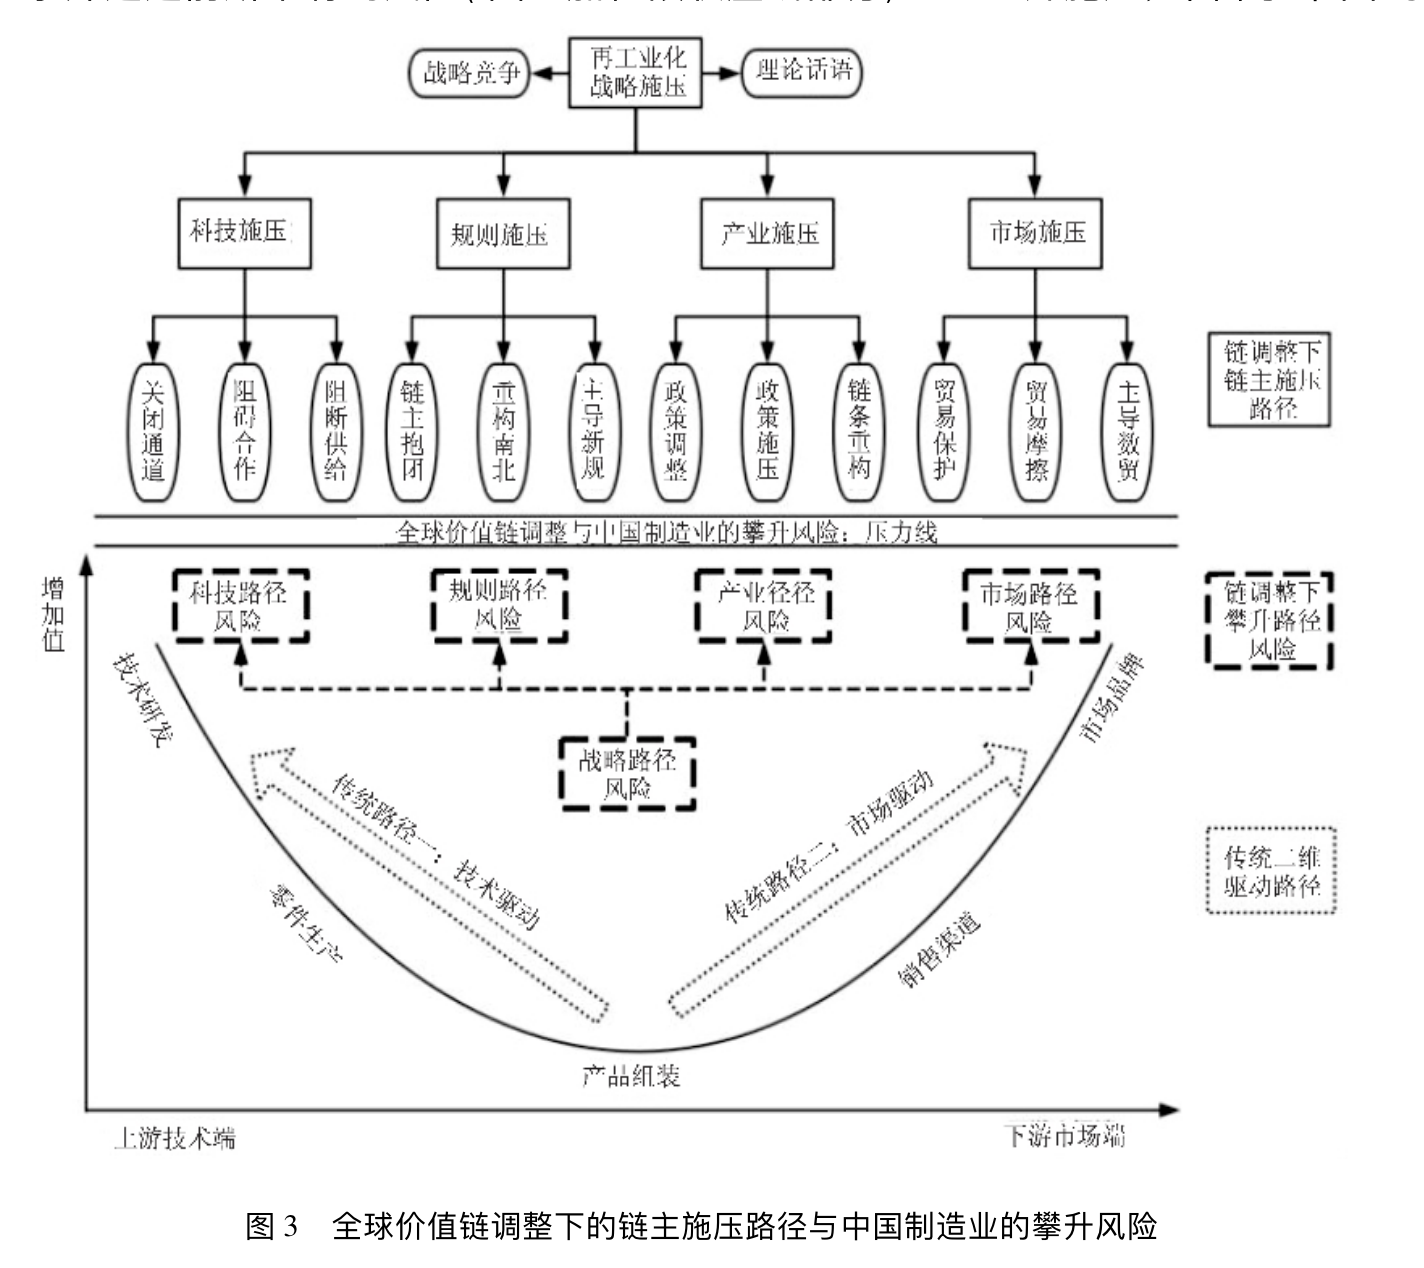 战略竞争
再工业化
战略施压
理论话语
科技施压
规则施压
产业施压
市场施压
关闭通道
阻碍合作
阻断供给
链主抱团
重构南北
主导新规
政策调整
政策施压
链条重构
贸易保护
贸易摩擦
主导数贸
链调整下
链主施压
路径
全球价值链调整与中国制造业的攀升风险：压力线
增加值
科技路径
风险
规则路径
风险
产业径径
风险
市场路径
风险
链调整下
攀升路径
风险
技术研发
市场品牌
战略路径
风险
传统路径一：技术驱动
传统路径二：市场驱动
传统二维
驱动路径
零件生产
销售渠道
产品组装
上游技术端
下游市场端
图 3 全球价值链调整下的链主施压路径与中国制造业的攀升风险